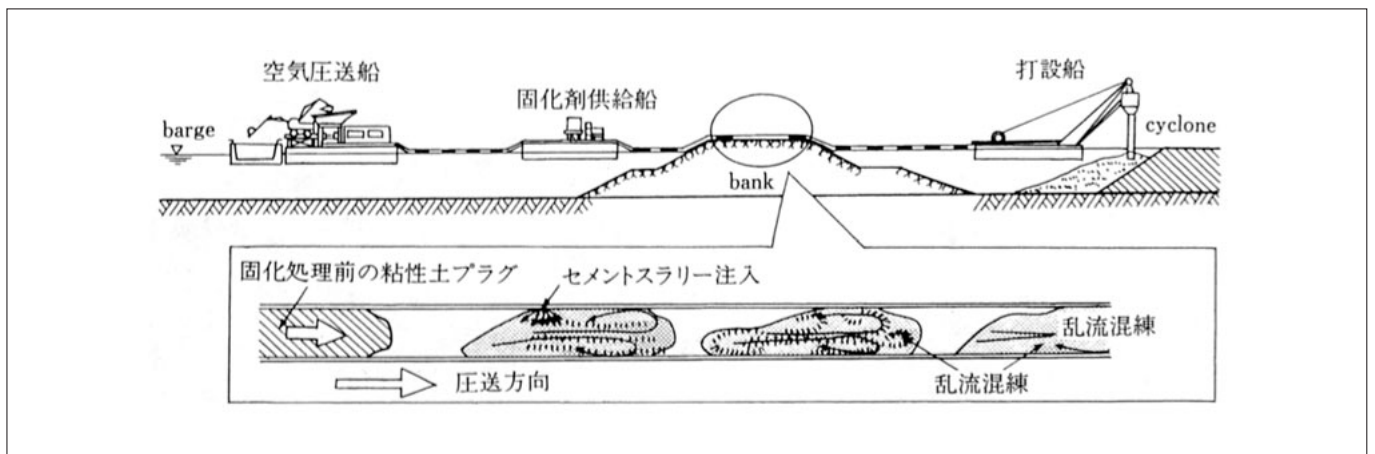 空気圧送船
打設船
固化剤供給船
barge
cyclone
bank
固化処理前の粘性土プラグ
セメントスラリー注入
乱流混練
乱流混練
圧送方向